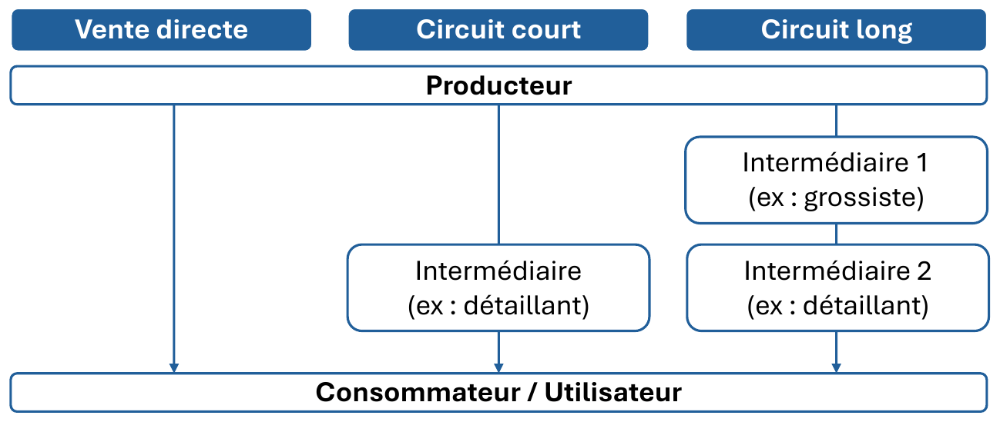 Vente directe
Circuit court
Circuit long
Producteur
Intermédiaire 1
(ex : grossiste)
Intermédiaire
(ex : détaillant)
Intermédiaire 2
(ex : détaillant)
Consommateur / Utilisateur